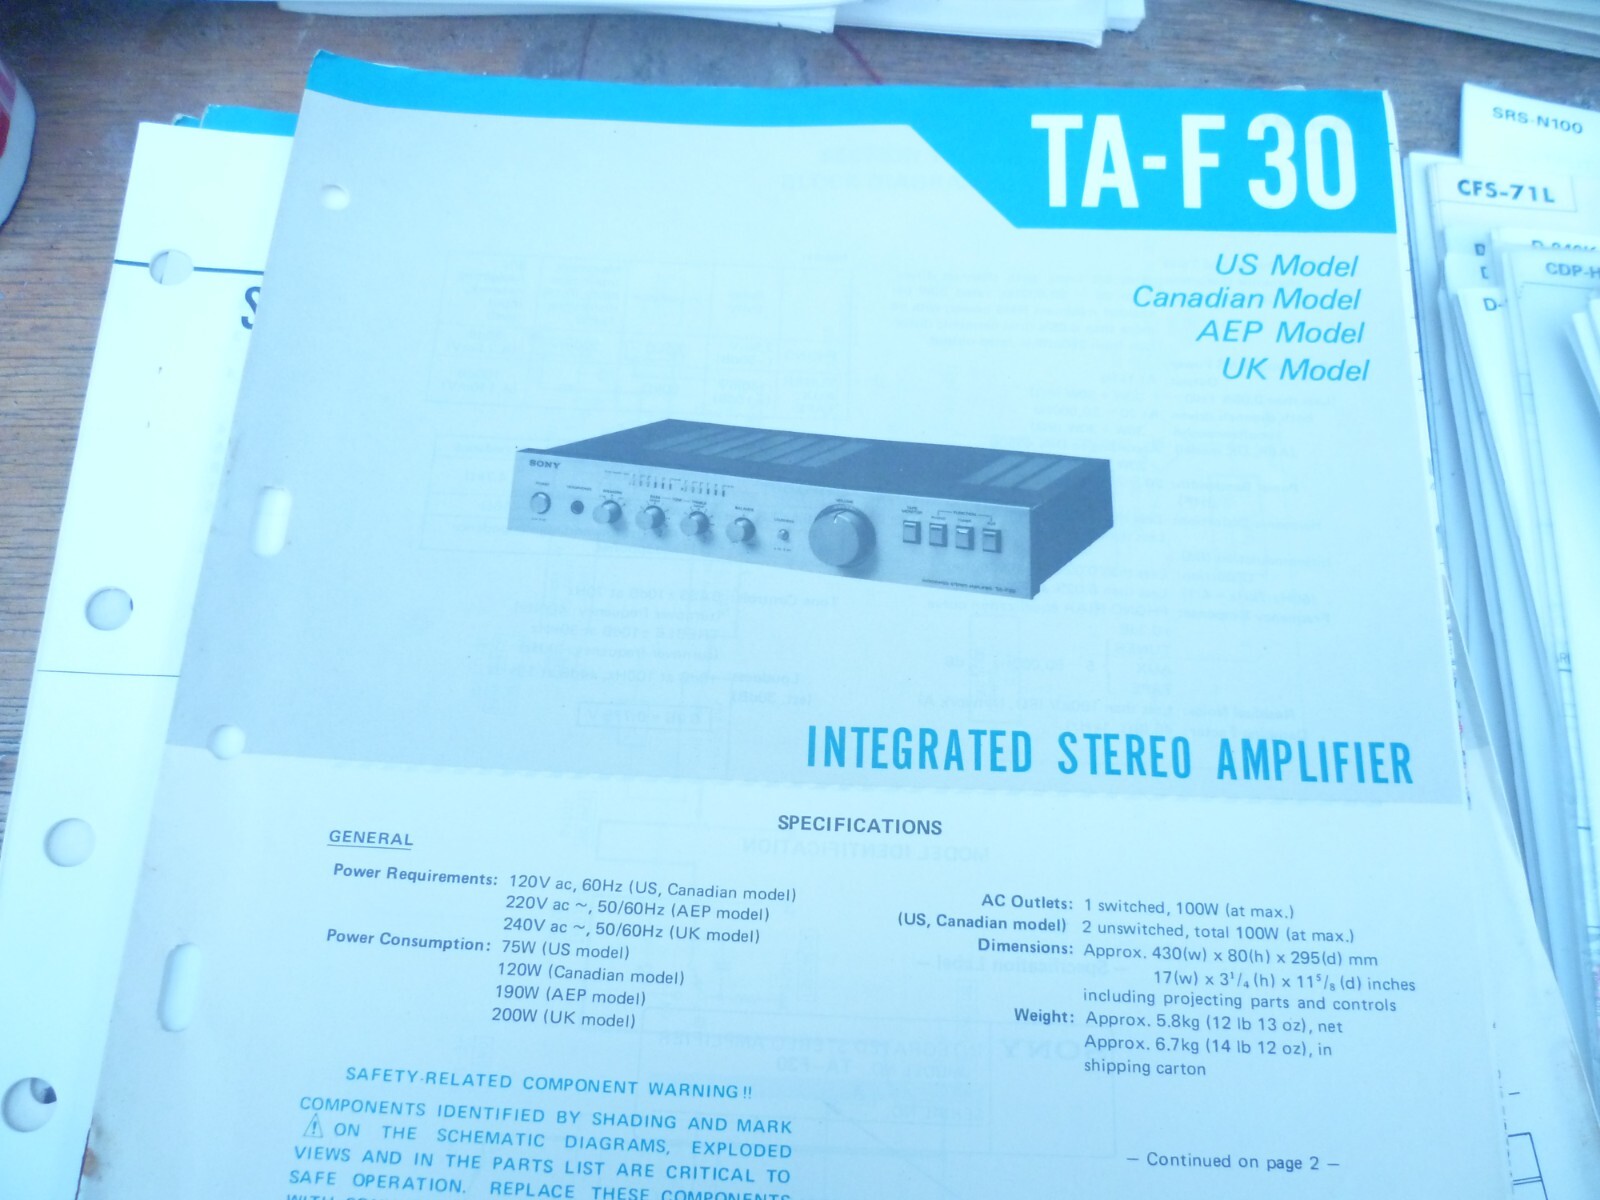 TA-F30
US Model
Canadian Model
AEP Model
UK Model
SONY
INTEGRATED STEREO AMPLIFIER
SPECIFICATIONS
GENERAL
Power Requirements: 120V ac, 60Hz (US, Canadian model)
220V ac ~, 50/60Hz (AEP model)
240V ac ~, 50/60Hz (UK model)
Power Consumption: 75W (US model)
120W (Canadian model)
190W (AEP model)
200W (UK model)
AC Outlets: 1 switched, 100W (at max.)
(US, Canadian model) 2 unswitched, total 100W (at max.)
Dimensions: Approx. 430(w) x 80(h) x 295(d) mm
17(w) x 3¹/₄ (h) x 11⁵/₈ (d) inches
including projecting parts and controls
Weight: Approx. 5.8kg (12 lb 13 oz), net
Approx. 6.7kg (14 lb 12 oz), in
shipping carton
SAFETY-RELATED COMPONENT WARNING!!
COMPONENTS IDENTIFIED BY SHADING AND MARK
⚠ ON THE SCHEMATIC DIAGRAMS, EXPLODED
VIEWS AND IN THE PARTS LIST ARE CRITICAL TO
SAFE OPERATION. REPLACE THESE COMPONENTS
— Continued on page 2 —
SRS-N100
CFS-71L
CDP-H